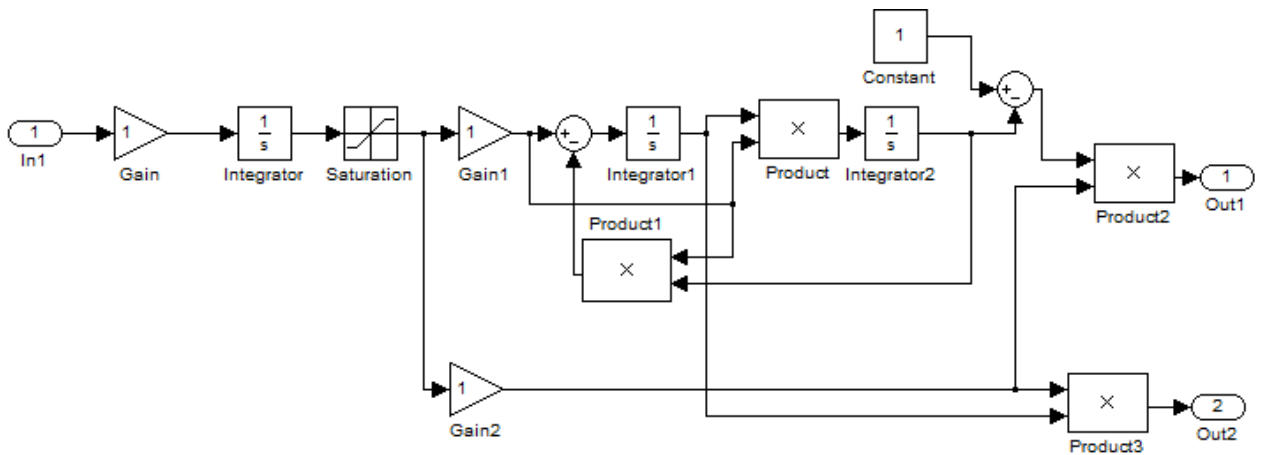 1
Constant
+
−
1
In1
1
Gain
1
s
Integrator
Saturation
1
Gain1
+
−
1
s
Integrator1
×
Product
1
s
Integrator2
×
Product2
1
Out1
Product1
×
1
Gain2
×
Product3
2
Out2